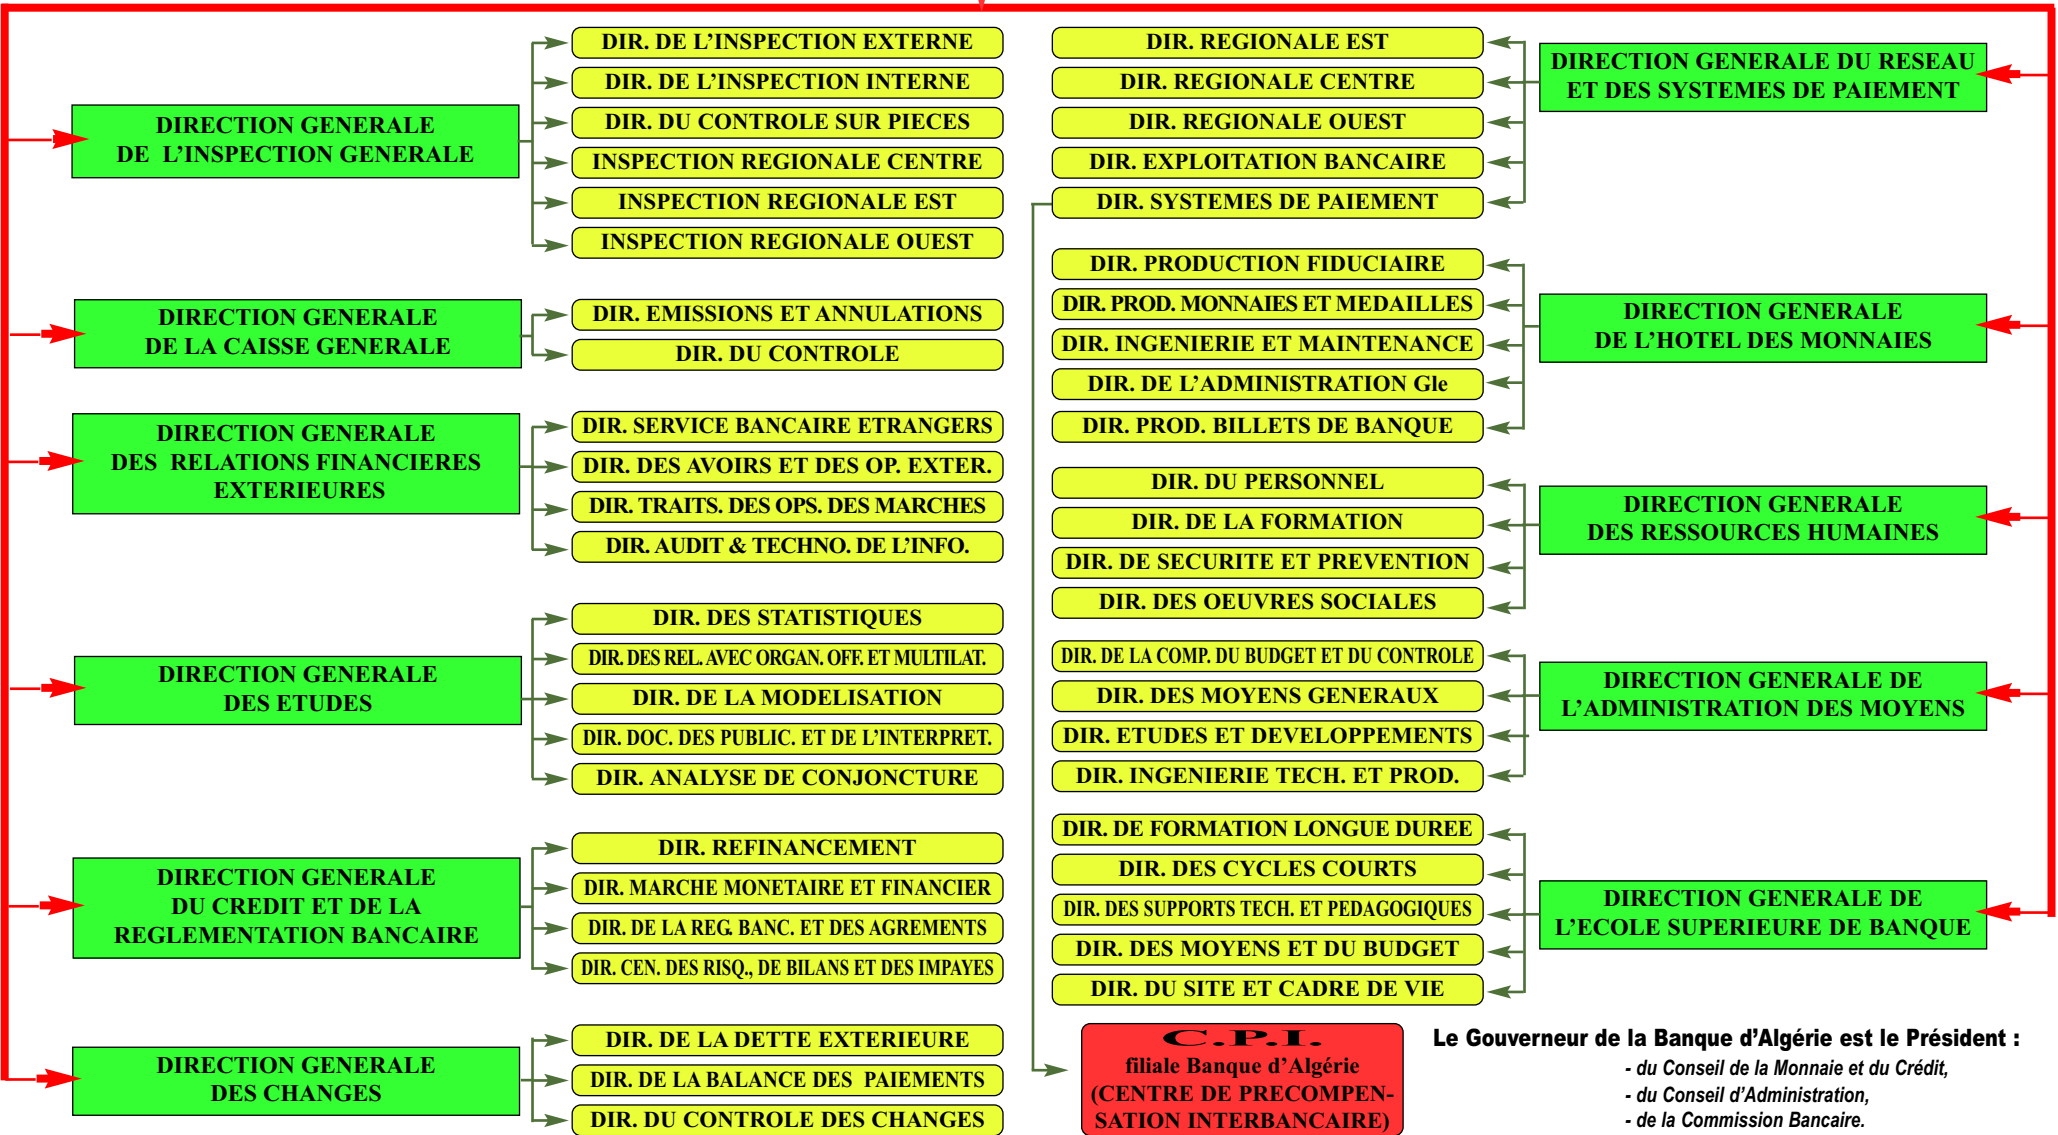 DIRECTION GENERALE
DE L'INSPECTION GENERALE
DIR. DE L'INSPECTION EXTERNE
DIR. DE L'INSPECTION INTERNE
DIR. DU CONTROLE SUR PIECES
INSPECTION REGIONALE CENTRE
INSPECTION REGIONALE EST
INSPECTION REGIONALE OUEST
DIRECTION GENERALE
DE LA CAISSE GENERALE
DIR. EMISSIONS ET ANNULATIONS
DIR. DU CONTROLE
DIRECTION GENERALE
DES RELATIONS FINANCIERES
EXTERIEURES
DIR. SERVICE BANCAIRE ETRANGERS
DIR. DES AVOIRS ET DES OP. EXTER.
DIR. TRAITS. DES OPS. DES MARCHES
DIR. AUDIT & TECHNO. DE L'INFO.
DIRECTION GENERALE
DES ETUDES
DIR. DES STATISTIQUES
DIR. DES REL. AVEC ORGAN. OFF. ET MULTILAT.
DIR. DE LA MODELISATION
DIR. DOC. DES PUBLIC. ET DE L'INTERPRET.
DIR. ANALYSE DE CONJONCTURE
DIRECTION GENERALE
DU CREDIT ET DE LA
REGLEMENTATION BANCAIRE
DIR. REFINANCEMENT
DIR. MARCHE MONETAIRE ET FINANCIER
DIR. DE LA REG. BANC. ET DES AGREMENTS
DIR. CEN. DES RISQ., DE BILANS ET DES IMPAYES
DIRECTION GENERALE
DES CHANGES
DIR. DE LA DETTE EXTERIEURE
DIR. DE LA BALANCE DES PAIEMENTS
DIR. DU CONTROLE DES CHANGES
DIRECTION GENERALE DU RESEAU
ET DES SYSTEMES DE PAIEMENT
DIR. REGIONALE EST
DIR. REGIONALE CENTRE
DIR. REGIONALE OUEST
DIR. EXPLOITATION BANCAIRE
DIR. SYSTEMES DE PAIEMENT
DIRECTION GENERALE
DE L'HOTEL DES MONNAIES
DIR. PRODUCTION FIDUCIAIRE
DIR. PROD. MONNAIES ET MEDAILLES
DIR. INGENIERIE ET MAINTENANCE
DIR. DE L'ADMINISTRATION Gle
DIR. PROD. BILLETS DE BANQUE
DIRECTION GENERALE
DES RESSOURCES HUMAINES
DIR. DU PERSONNEL
DIR. DE LA FORMATION
DIR. DE SECURITE ET PREVENTION
DIR. DES OEUVRES SOCIALES
DIRECTION GENERALE DE
L'ADMINISTRATION DES MOYENS
DIR. DE LA COMP. DU BUDGET ET DU CONTROLE
DIR. DES MOYENS GENERAUX
DIR. ETUDES ET DEVELOPPEMENTS
DIR. INGENIERIE TECH. ET PROD.
DIRECTION GENERALE DE
L'ECOLE SUPERIEURE DE BANQUE
DIR. DE FORMATION LONGUE DUREE
DIR. DES CYCLES COURTS
DIR. DES SUPPORTS TECH. ET PEDAGOGIQUES
DIR. DES MOYENS ET DU BUDGET
DIR. DU SITE ET CADRE DE VIE
C.P.I.
filiale Banque d'Algérie
(CENTRE DE PRECOMPEN-
SATION INTERBANCAIRE)
Le Gouverneur de la Banque d'Algérie est le Président :
- du Conseil de la Monnaie et du Crédit,
- du Conseil d'Administration,
- de la Commission Bancaire.